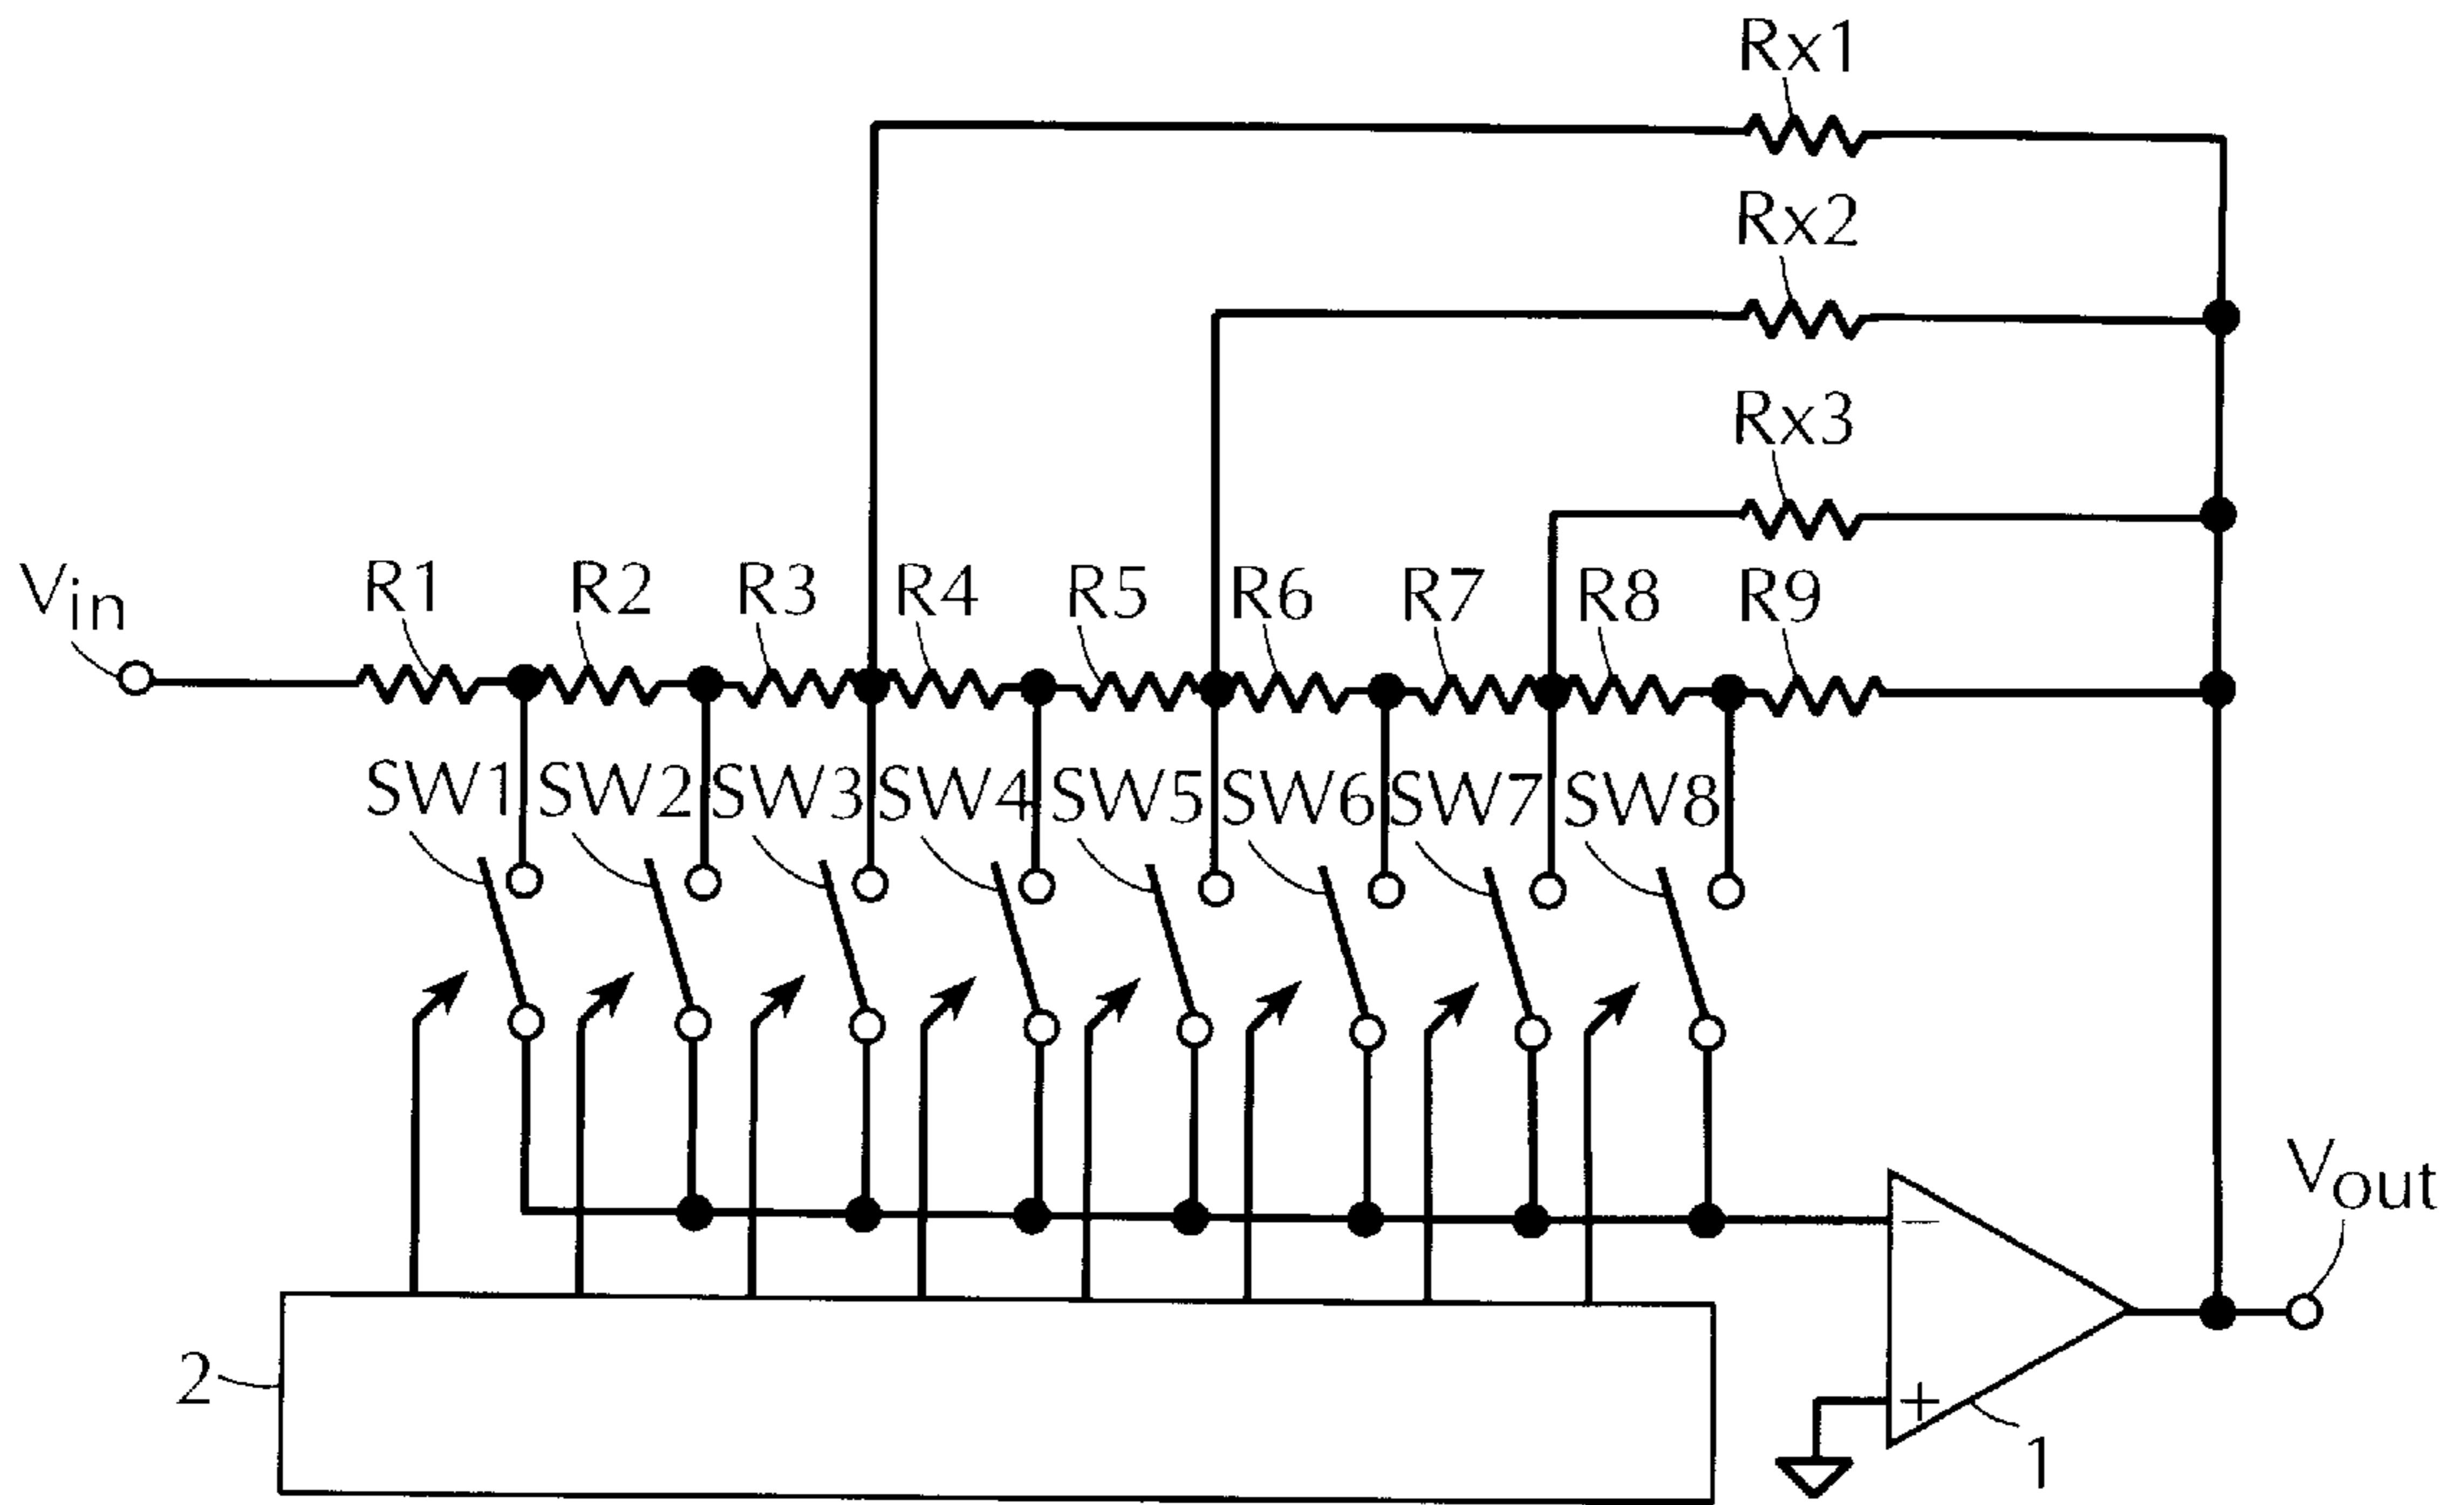 Rx1
Rx2
Rx3
Vin
R1 R2 R3 R4 R5 R6 R7 R8 R9
SW1 SW2 SW3 SW4 SW5 SW6 SW7 SW8
Vout
−
2
+
1